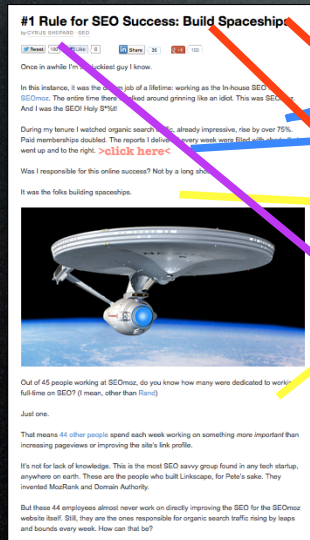 #1 Rule for SEO Success: Build Spaceships
by CYRUS SHEPARD · SEO
Tweet Like 8 Share 35 +1
Once in awhile I'm luckiest guy I know.
In this instance, it was the job of a lifetime: working as the In-house SEO
SEOmoz. The entire time walked around grinning like an idiot. This was
And I was the SEO! Holy S*%!!
During my tenure I watched organic search already impressive, rise by over 75%.
Paid memberships doubled. The reports I every week were filled with
went up and to the right. >click here<
Was I responsible for this online success? Not by a long
It was the folks building spaceships.
Out of 45 people working at SEOmoz, do you know how many were dedicated to
full-time on SEO? (I mean, other than Rand)
Just one.
That means 44 other people spend each week working on something more important than
increasing pageviews or improving the site's link profile.
It's not for lack of knowledge. This is the most SEO savvy group found in any tech startup,
anywhere on earth. These are the people who built Linkscape, for Pete's sake. They
invented MozRank and Domain Authority.
But these 44 employees almost never work on directly improving the SEO for the SEOmoz
website itself. Still, they are the ones responsible for organic search traffic rising by leaps
and bounds every week. How can that be?